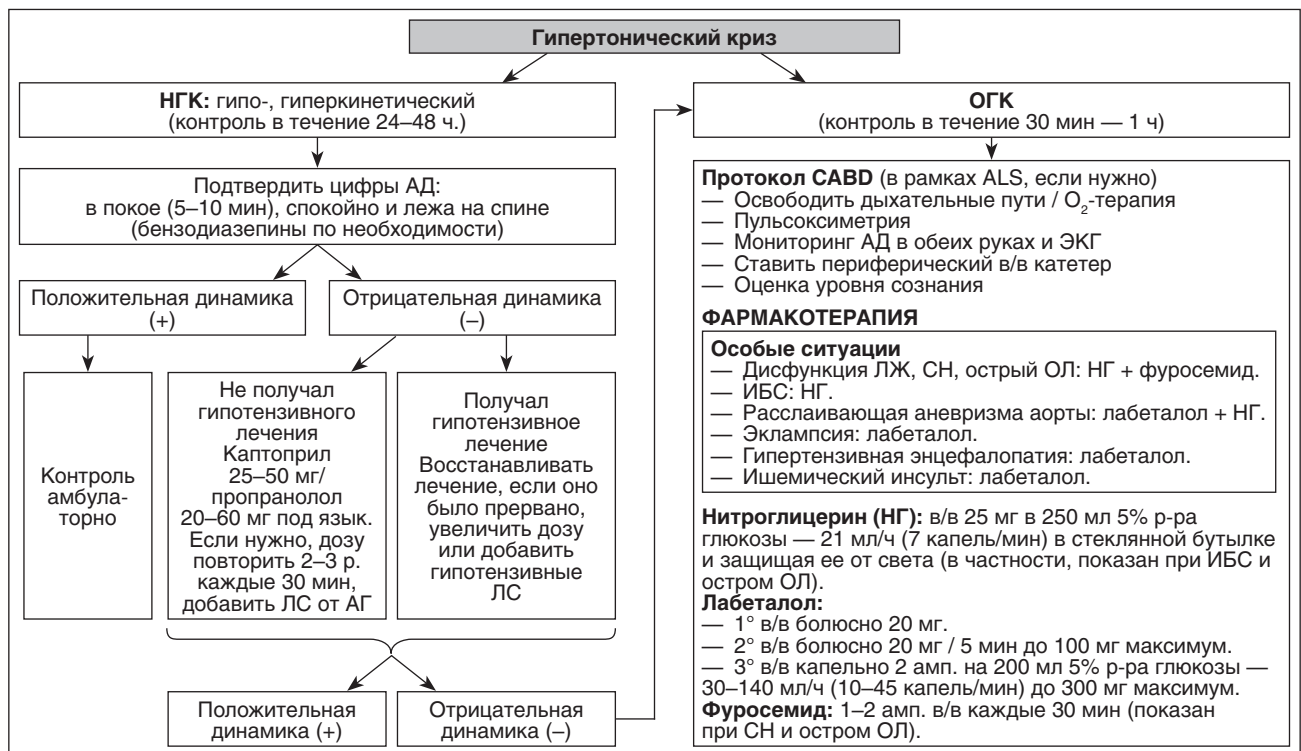 Гипертонический криз
НГК: гипо-, гиперкинетический
(контроль в течение 24–48 ч.)
ОГК
(контроль в течение 30 мин — 1 ч)
Подтвердить цифры АД:
в покое (5–10 мин), спокойно и лежа на спине
(бензодиазепины по необходимости)
Положительная динамика
(+)
Отрицательная динамика
(–)
Контроль
амбула-
торно
Не получал
гипотензивного
лечения
Каптоприл
25–50 мг/
пропранолол
20–60 мг под язык.
Если нужно, дозу
повторить 2–3 р.
каждые 30 мин,
добавить ЛС от АГ
Получал
гипотензивное
лечение
Восстанавливать
лечение, если оно
было прервано,
увеличить дозу
или добавить
гипотензивные
ЛС
Положительная
динамика (+)
Отрицательная
динамика (–)
Протокол CABD (в рамках ALS, если нужно)
— Освободить дыхательные пути / O₂-терапия
— Пульсоксиметрия
— Мониторинг АД в обеих руках и ЭКГ
— Ставить периферический в/в катетер
— Оценка уровня сознания
ФАРМАКОТЕРАПИЯ
Особые ситуации
— Дисфункция ЛЖ, СН, острый ОЛ: НГ + фуросемид.
— ИБС: НГ.
— Расслаивающая аневризма аорты: лабеталол + НГ.
— Эклампсия: лабеталол.
— Гипертензивная энцефалопатия: лабеталол.
— Ишемический инсульт: лабеталол.
Нитроглицерин (НГ): в/в 25 мг в 250 мл 5% р-ра
глюкозы — 21 мл/ч (7 капель/мин) в стеклянной бутылке
и защищая ее от света (в частности, показан при ИБС и
остром ОЛ).
Лабеталол:
— 1° в/в болюсно 20 мг.
— 2° в/в болюсно 20 мг / 5 мин до 100 мг максимум.
— 3° в/в капельно 2 амп. на 200 мл 5% р-ра глюкозы —
30–140 мл/ч (10–45 капель/мин) до 300 мг максимум.
Фуросемид: 1–2 амп. в/в каждые 30 мин (показан
при СН и остром ОЛ).